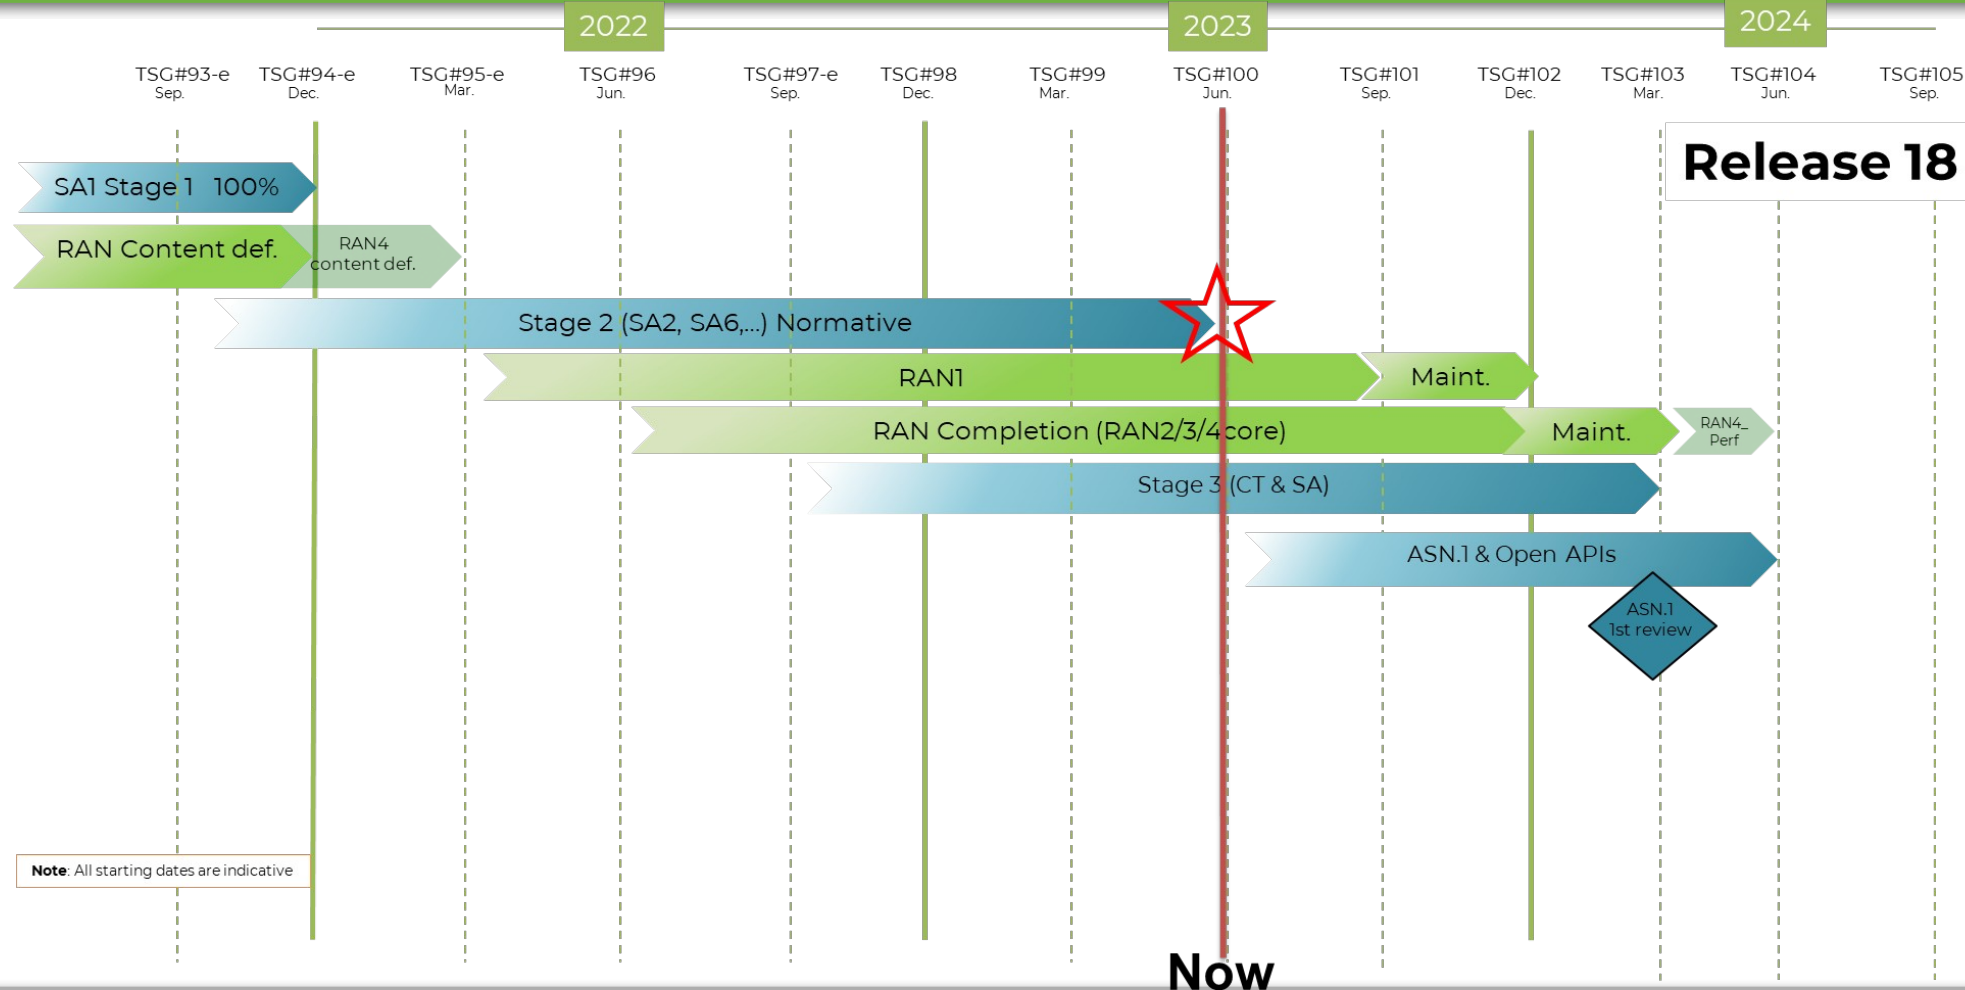 2022
2023
2024
TSG#93-e
Sep.
TSG#94-e
Dec.
TSG#95-e
Mar.
TSG#96
Jun.
TSG#97-e
Sep.
TSG#98
Dec.
TSG#99
Mar.
TSG#100
Jun.
TSG#101
Sep.
TSG#102
Dec.
TSG#103
Mar.
TSG#104
Jun.
TSG#105
Sep.
Release 18
SA1 Stage 1 100%
RAN Content def.
RAN4
content def.
Stage 2 (SA2, SA6,...) Normative
RAN1
Maint.
RAN Completion (RAN2/3/4core)
Maint.
RAN4_
Perf
Stage 3 (CT & SA)
ASN.1 & Open APIs
ASN.1
1st review
Note: All starting dates are indicative
Now